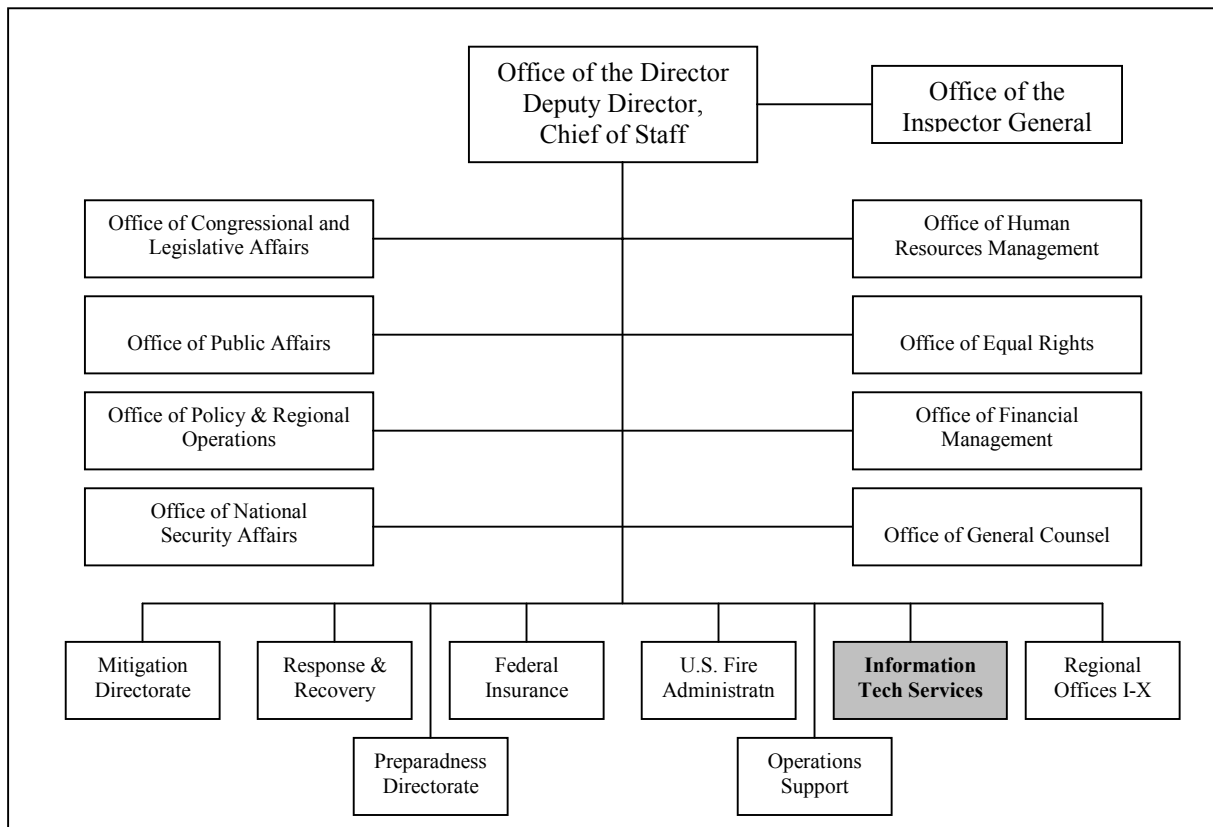 Office of the Director
Deputy Director,
Chief of Staff
Office of the
Inspector General
Office of Congressional and
Legislative Affairs
Office of Human
Resources Management
Office of Public Affairs
Office of Equal Rights
Office of Policy & Regional
Operations
Office of Financial
Management
Office of National
Security Affairs
Office of General Counsel
Mitigation
Directorate
Response &
Recovery
Federal
Insurance
U.S. Fire
Administratn
Information
Tech Services
Regional
Offices I-X
Preparadness
Directorate
Operations
Support